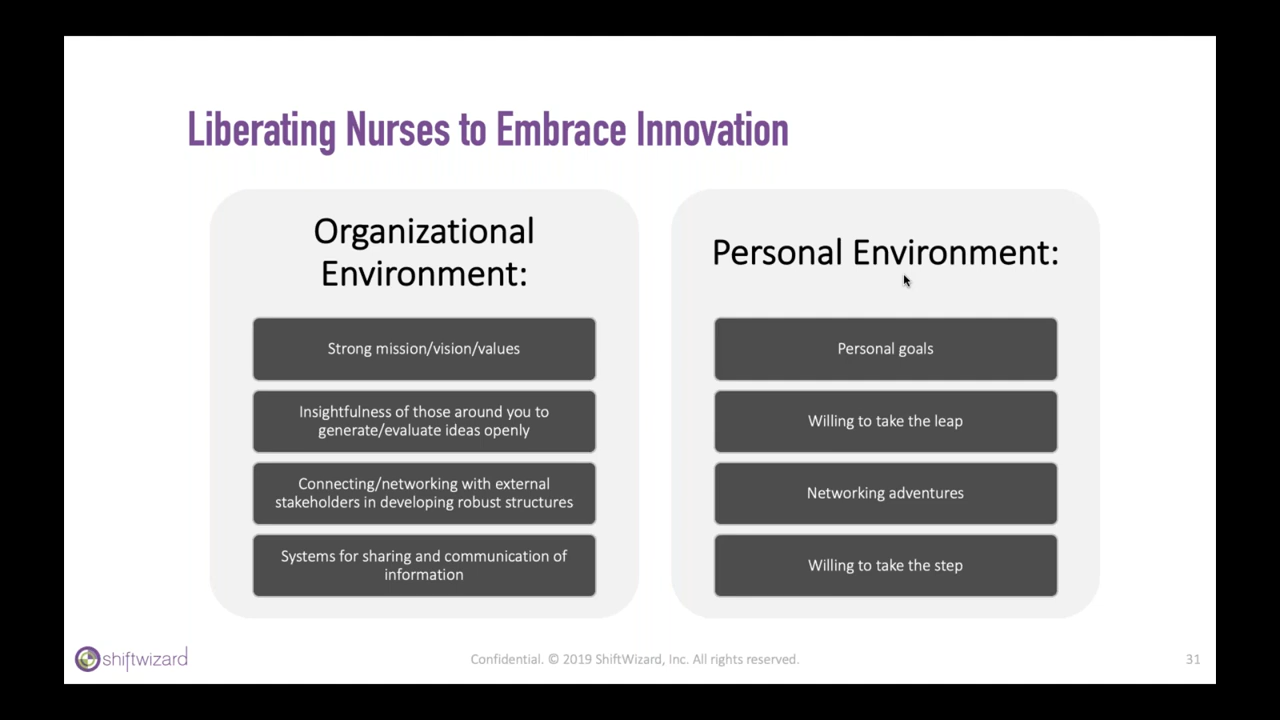 Liberating Nurses to Embrace Innovation
Organizational
Environment:
Strong mission/vision/values
Insightfulness of those around you to
generate/evaluate ideas openly
Connecting/networking with external
stakeholders in developing robust structures
Systems for sharing and communication of
information
Personal Environment:
Personal goals
Willing to take the leap
Networking adventures
Willing to take the step
shiftwizard
Confidential. © 2019 ShiftWizard, Inc. All rights reserved.
31